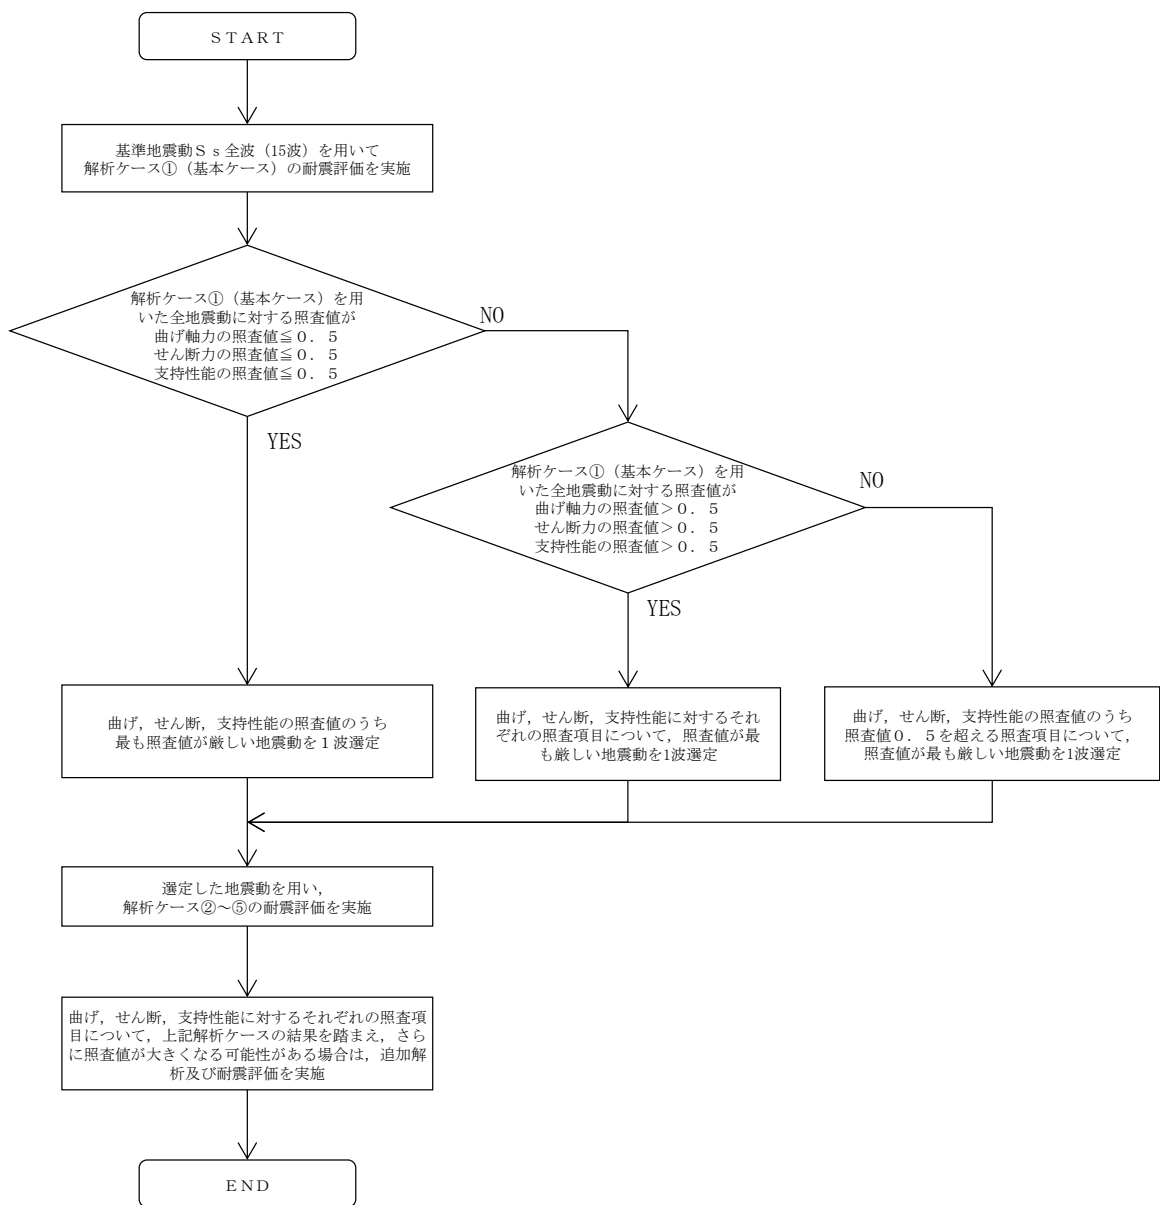 ＳＴＡＲＴ
基準地震動Ｓｓ全波（15波）を用いて
解析ケース①（基本ケース）の耐震評価を実施
解析ケース①（基本ケース）を用
いた全地震動に対する照査値が
曲げ軸力の照査値≦０．５
せん断力の照査値≦０．５
支持性能の照査値≦０．５
NO
YES
解析ケース①（基本ケース）を用
いた全地震動に対する照査値が
曲げ軸力の照査値＞０．５
せん断力の照査値＞０．５
支持性能の照査値＞０．５
NO
YES
曲げ，せん断，支持性能の照査値のうち
最も照査値が厳しい地震動を１波選定
曲げ，せん断，支持性能に対するそれ
ぞれの照査項目について，照査値が最
も厳しい地震動を1波選定
曲げ，せん断，支持性能の照査値のうち
照査値０．５を超える照査項目について，
照査値が最も厳しい地震動を1波選定
選定した地震動を用い，
解析ケース②～⑤の耐震評価を実施
曲げ，せん断，支持性能に対するそれぞれの照査項
目について，上記解析ケースの結果を踏まえ，さら
に照査値が大きくなる可能性がある場合は，追加解
析及び耐震評価を実施
ＥＮＤ